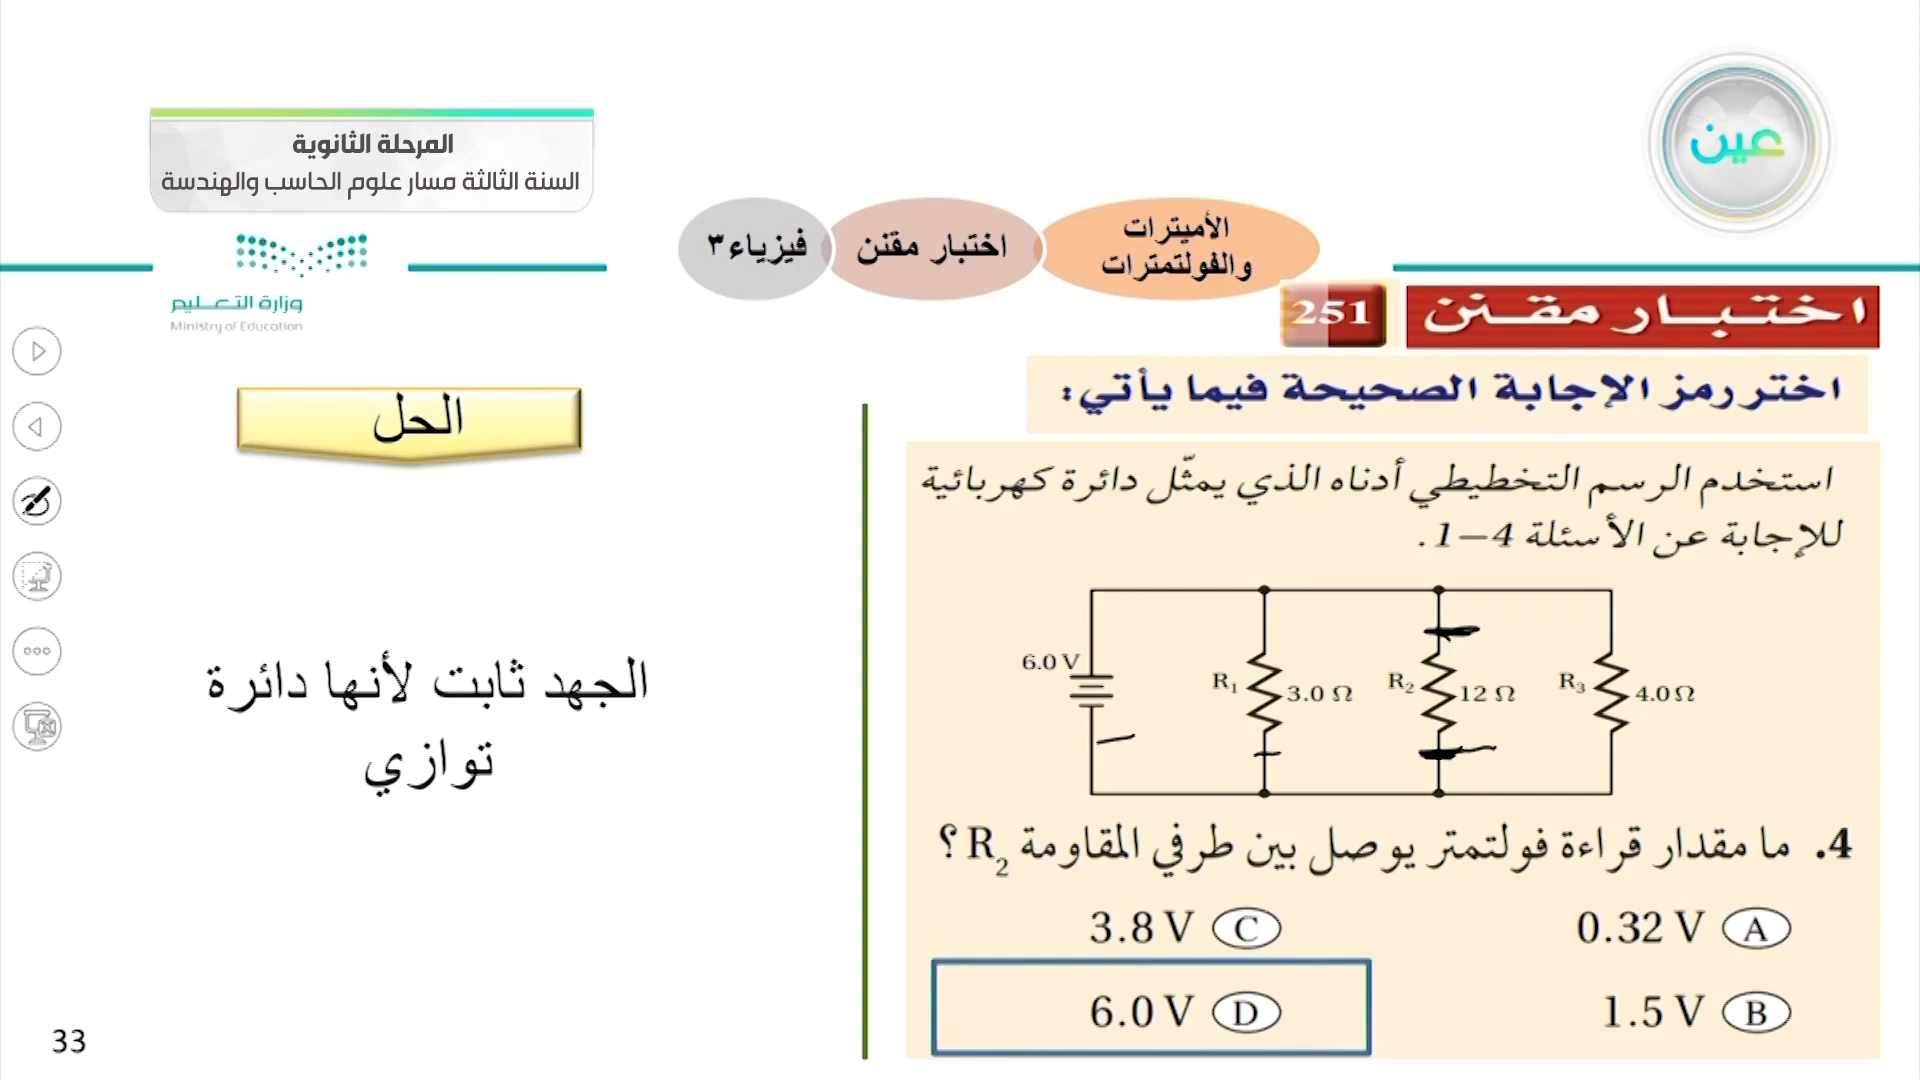 المرحلة الثانوية
السنة الثالثة مسار علوم الحاسب والهندسة
عين
وزارة التعليم
Ministry of Education
الأميترات
والفولتمترات
اختبار مقنن
فيزياء٣
اختبار مقنن
251
اختر رمز الإجابة الصحيحة فيما يأتي:
استخدم الرسم التخطيطي أدناه الذي يمثّل دائرة كهربائية
للإجابة عن الأسئلة 4–1.
6.0 V
R1 3.0 Ω
R2 12 Ω
R3 4.0 Ω
4. ما مقدار قراءة فولتمتر يوصل بين طرفي المقاومة R2؟
0.32 V A
3.8 V C
1.5 V B
6.0 V D
الحل
الجهد ثابت لأنها دائرة
توازي
33